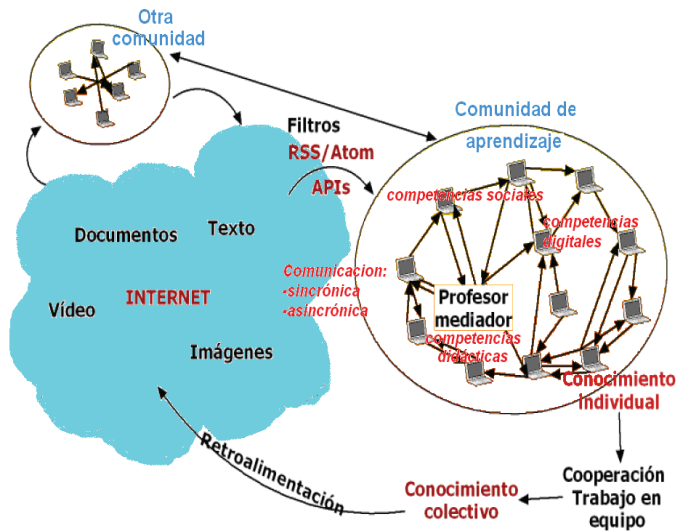 Otra
comunidad
Filtros
RSS/Atom
APIs
Comunidad de
aprendizaje
competencias sociales
competencias
digitales
Documentos
Texto
Vídeo
INTERNET
Imágenes
Comunicacion:
-sincrónica
-asincrónica
Profesor
mediador
competencias
didácticas
Conocimiento
Individual
Cooperación
Trabajo en
equipo
Conocimiento
colectivo
Retroalimentación